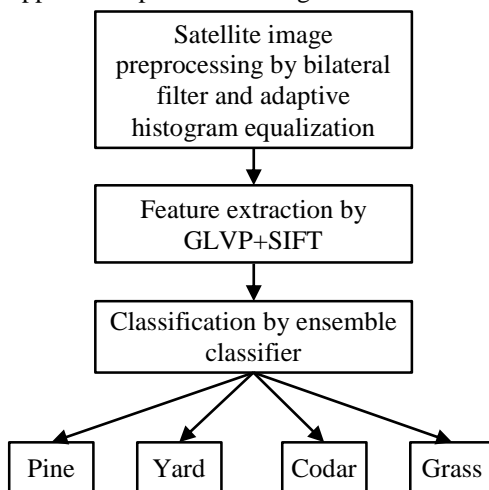 Satellite image
preprocessing by bilateral
filter and adaptive
histogram equalization
Feature extraction by
GLVP+SIFT
Classification by ensemble
classifier
Pine Yard Codar Grass